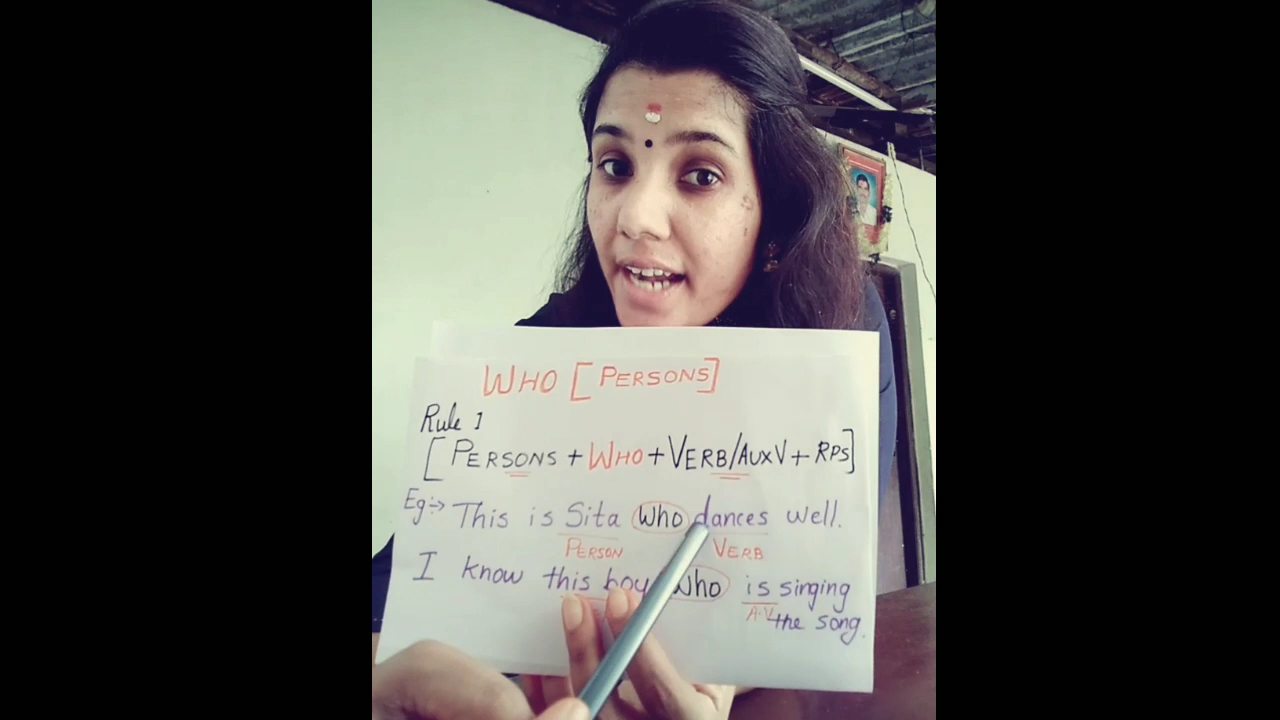 WHO [PERSONS]
Rule 1
[PERSONS + WHO + VERB/AUXV + RPS]
Eg:-> This is Sita who dances well.
PERSON VERB
I know this boy who is singing
A.V the song.